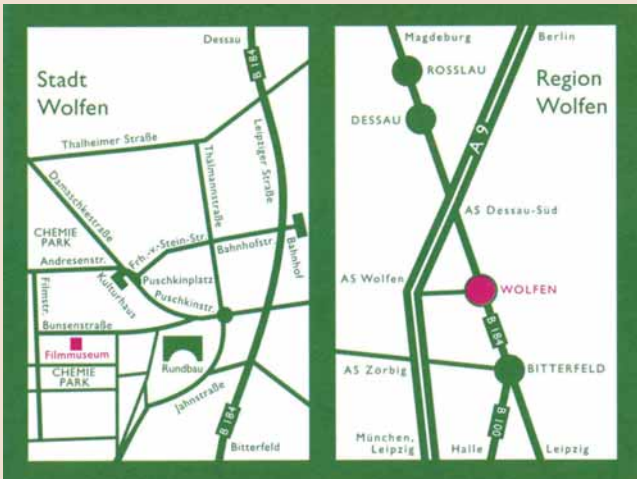 Stadt
Wolfen
Dessau
B 184
Thalheimer Straße
Thälmannstraße
Leipziger Straße
Damaschkestraße
CHEMIE
PARK
Frh.-v.-Stein-Str.
Bahnhofstr.
Bahnhof
Andresenstr.
Kulturhaus
Puschkinplatz
Puschkinstr.
Filmstr.
Bunsenstraße
Filmmuseum
CHEMIE
PARK
Rundbau
Jahnstraße
B 184
Bitterfeld
Region
Wolfen
Magdeburg
Berlin
ROSSLAU
DESSAU
A 9
AS Dessau-Süd
AS Wolfen
WOLFEN
B 184
AS Zörbig
BITTERFELD
B 100
München,
Leipzig
Halle
Leipzig